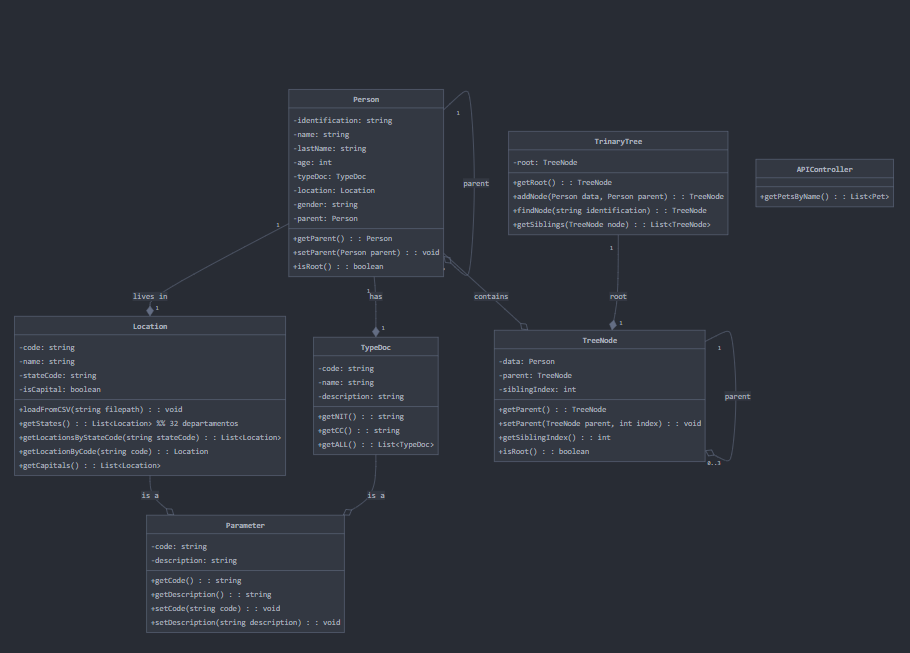 Person
-identification: string
-name: string
-lastName: string
-age: int
-typeDoc: TypeDoc
-location: Location
-gender: string
-parent: Person
+getParent() : : Person
+setParent(Person parent) : : void
+isRoot() : : boolean
1
parent
TrinaryTree
-root: TreeNode
+getRoot() : : TreeNode
+addNode(Person data, Person parent) : : TreeNode
+findNode(string identification) : : TreeNode
+getSiblings(TreeNode node) : : List<TreeNode>
APIController
+getPetsByName() : : List<Pet>
1
lives in
1
1
has
1
contains
1
root
1
Location
-code: string
-name: string
-stateCode: string
-isCapital: boolean
+loadFromCSV(string filepath) : : void
+getStates() : : List<Location> %% 32 departamentos
+getLocationsByStateCode(string stateCode) : : List<Location>
+getLocationByCode(string code) : : Location
+getCapitals() : : List<Location>
TypeDoc
-code: string
-name: string
-description: string
+getNIT() : : string
+getCC() : : string
+getALL() : : List<TypeDoc>
TreeNode
-data: Person
-parent: TreeNode
-siblingIndex: int
+getParent() : : TreeNode
+setParent(TreeNode parent, int index) : : void
+getSiblingIndex() : : int
+isRoot() : : boolean
1
parent
0..3
is a
is a
Parameter
-code: string
-description: string
+getCode() : : string
+getDescription() : : string
+setCode(string code) : : void
+setDescription(string description) : : void